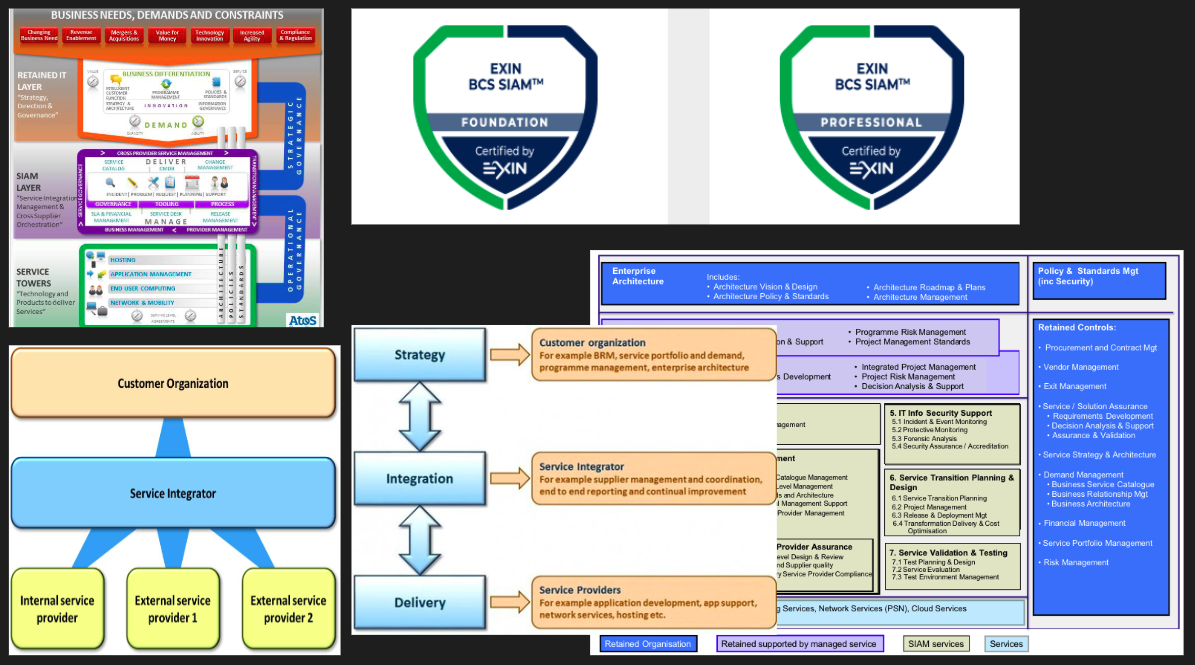 BUSINESS NEEDS, DEMANDS AND CONSTRAINTS
Changing
Business Need
Revenue
Enablement
Mergers &
Acquisitions
Value for
Money
Technology
Innovation
Increased
Agility
Compliance
& Regulation
RETAINED IT
LAYER
"Strategy,
Direction &
Governance"
VALUE
SERVICE
BUSINESS DIFFERENTIATION
INTELLIGENT
CUSTOMER
FUNCTION
STRATEGY &
ARCHITECTURE
PROGRAMME
MANAGEMENT
POLICIES &
STANDARDS
INFORMATION
GOVERNANCE
INNOVATION
DEMAND
QUALITY
AGILITY
STRATEGIC
GOVERNANCE
SIAM
LAYER
"Service Integration
Management &
Cross Supplier
Orchestration"
CROSS PROVIDER SERVICE MANAGEMENT
SERVICE GOVERNANCE
TRANSITION MANAGEMENT
SERVICE
CATALOG
DELIVER
CMDB
CHANGE
MANAGEMENT
INCIDENT| PROBLEM| REQUEST| PLANNING| SUPPORT
GOVERNANCE
TOOLING
PROCESS
SLA & FINANCIAL
MANAGEMENT
SERVICE DESK
MANAGE
RELEASE
MANAGEMENT
BUSINESS MANAGEMENT
PROVIDER MANAGEMENT
OPERATIONAL
GOVERNANCE
SERVICE
TOWERS
"Technology and
Products to deliver
Services"
HOSTING
APPLICATION MANAGEMENT
END USER COMPUTING
NETWORK & MOBILITY
SERVICE LEVEL
AGREEMENTS
ARCHITECTURE
POLICIES
STANDARDS
AtoS
EXIN
BCS SIAM™
FOUNDATION
Certified by
EXIN
EXIN
BCS SIAM™
PROFESSIONAL
Certified by
EXIN
Customer Organization
Service Integrator
Internal service
provider
External service
provider 1
External service
provider 2
Strategy
Customer organization
For example BRM, service portfolio and demand,
programme management, enterprise architecture
Integration
Service Integrator
For example supplier management and coordination,
end to end reporting and continual improvement
Delivery
Service Providers
For example application development, app support,
network services, hosting etc.
Enterprise
Architecture
Includes:
• Architecture Vision & Design
• Architecture Policy & Standards
• Architecture Roadmap & Plans
• Architecture Management
Policy & Standards Mgt
(inc Security)
n & Support
• Programme Risk Management
• Project Management Standards
s Development
• Integrated Project Management
• Project Risk Management
• Decision Analysis & Support
agement
ment
Catalogue Management
Level Management
ls and Architecture
l Management Support
Provider Management
Provider Assurance
evel Design & Review
nd Supplier quality
y Service Provider Compliance
5. IT Info Security Support
5.1 Incident & Event Monitoring
5.2 Protective Monitoring
5.3 Forensic Analysis
5.4 Security Assurance / Accreditation
6. Service Transition Planning &
Design
6.1 Service Transition Planning
6.2 Project Management
6.3 Release & Deployment Mgt
6.4 Transformation Delivery & Cost
Optimisation
7. Service Validation & Testing
7.1 Test Planning & Design
7.2 Service Evaluation
7.3 Test Environment Management
g Services, Network Services (PSN), Cloud Services
Retained Controls:
• Procurement and Contract Mgt
• Vendor Management
• Exit Management
• Service / Solution Assurance
• Requirements Development
• Decision Analysis & Support
• Assurance & Validation
• Service Strategy & Architecture
• Demand Management
• Business Service Catalogue
• Business Relationship Mgt
• Business Architecture
• Financial Management
• Service Portfolio Management
• Risk Management
Retained Organisation
Retained supported by managed service
SIAM services
Services